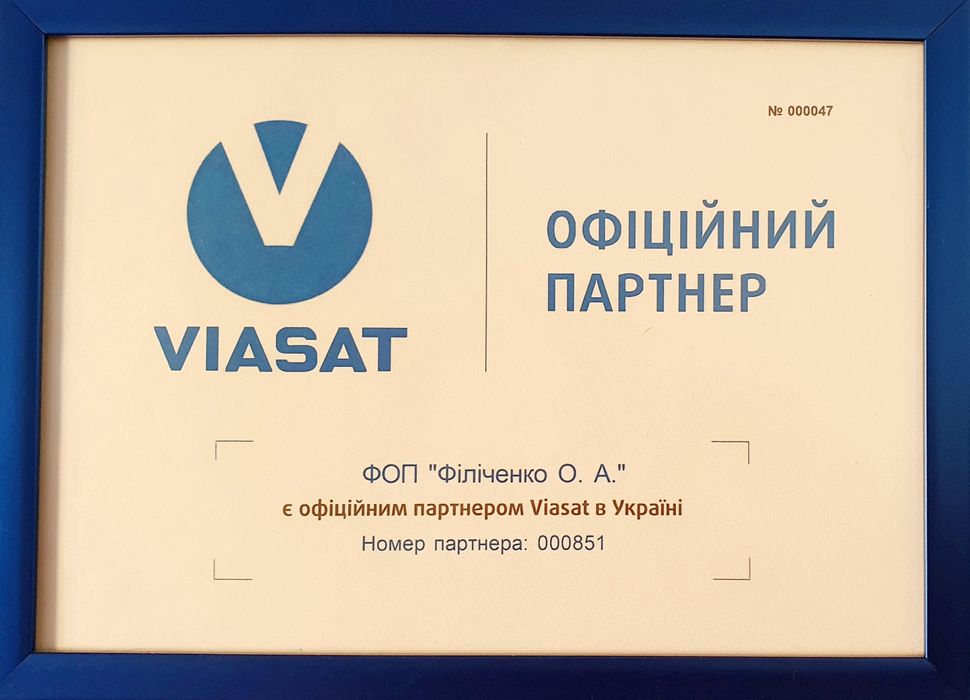 № 000047
VIASAT
ОФІЦІЙНИЙ
ПАРТНЕР
ФОП "Філіченко О. А."
є офіційним партнером Viasat в Україні
Номер партнера: 000851